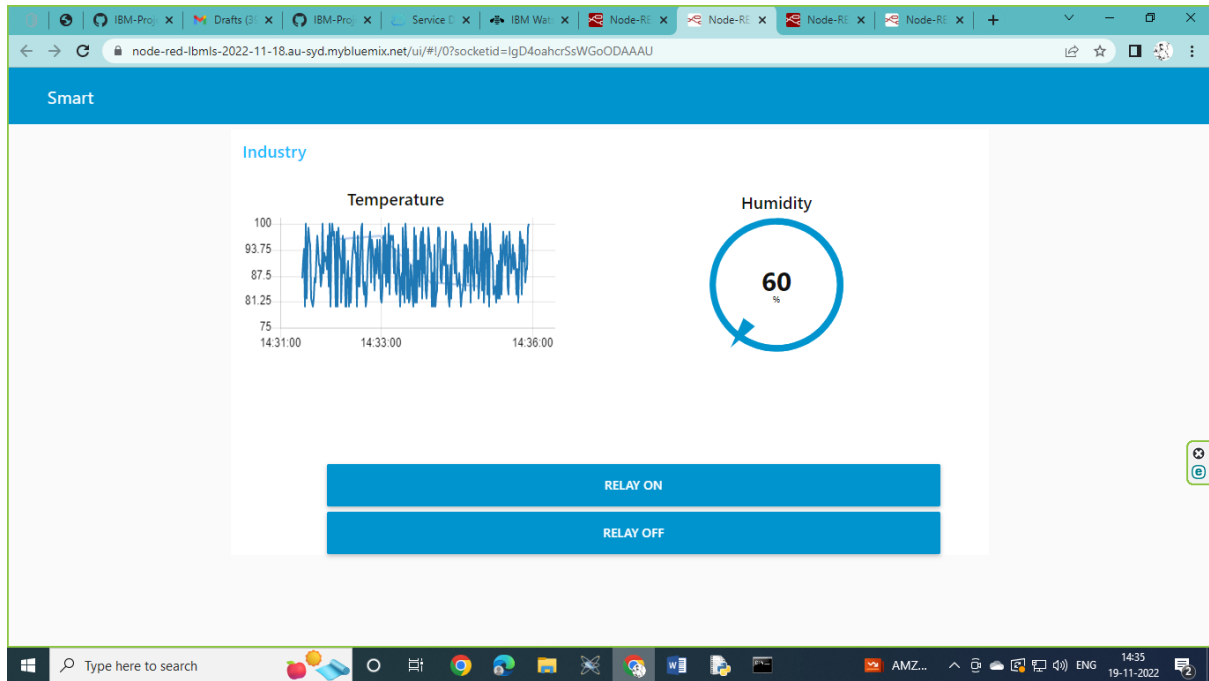 IBM-Proj
Drafts (3
IBM-Proj
Service D
IBM Wat
Node-RE
Node-RE
Node-RE
Node-RE
node-red-lbmls-2022-11-18.au-syd.mybluemix.net/ui/#!/0?socketid=lgD4oahcrSsWGoODAAAU
Smart
Industry
Temperature
100
93.75
87.5
81.25
75
14:31:00 14:33:00 14:36:00
Humidity
60
%
RELAY ON
RELAY OFF
Type here to search
AMZ...
ENG
14:35
19-11-2022
2